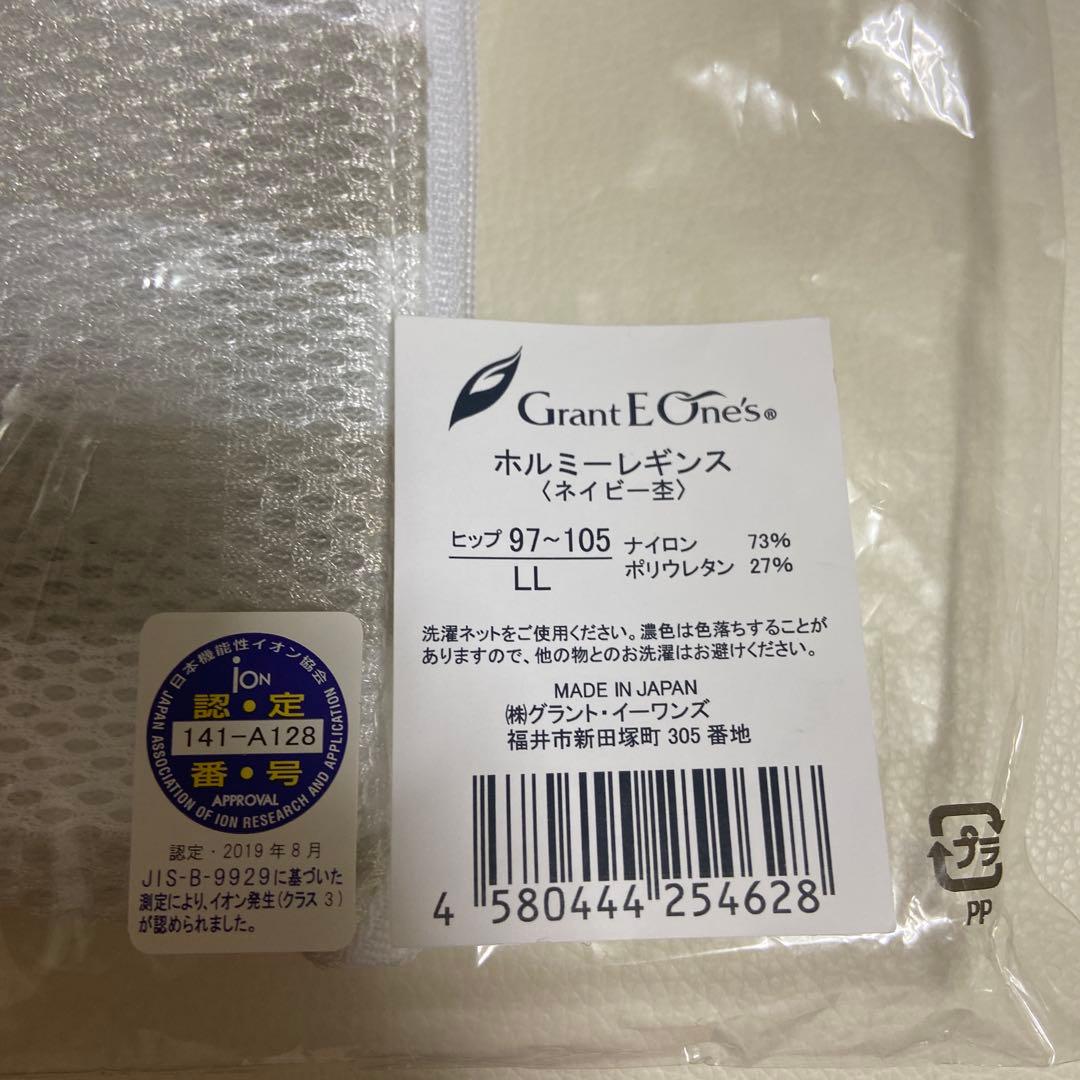 Grant E One's®
ホルミーレギンス
〈ネイビー杢〉
ヒップ 97~105
LL
ナイロン 73%
ポリウレタン 27%
洗濯ネットをご使用ください。濃色は色落ちすることが
ありますので、他の物とのお洗濯はお避けください。
MADE IN JAPAN
㈱グラント・イーワンズ
福井市新田塚町 305 番地
4 580444 254628
日本機能性イオン協会
iON
認・定
141-A128
番・号
APPROVAL
JAPAN ASSOCIATION OF ION RESEARCH AND APPLICATION
認定・2019年8月
JIS-B-9929に基づいた
測定により、イオン発生(クラス3)
が認められました。
プラ
PP